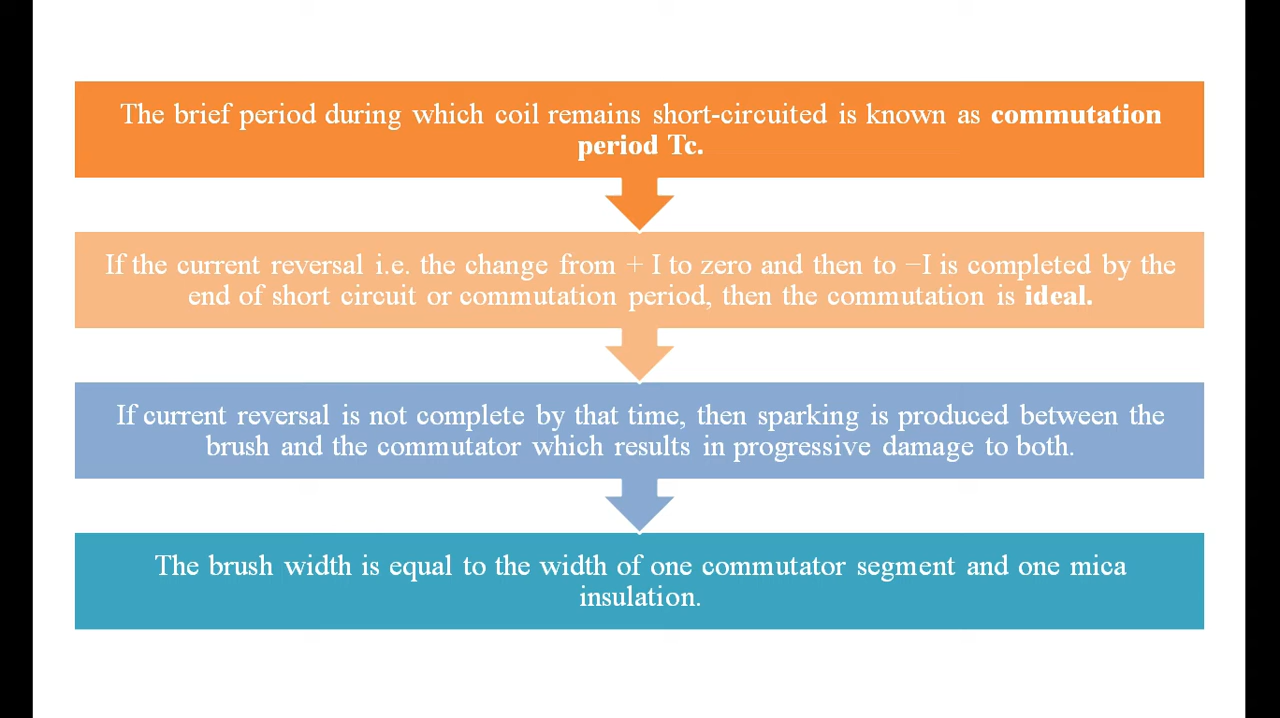 The brief period during which coil remains short-circuited is known as commutation
period Tc.
If the current reversal i.e. the change from + I to zero and then to −I is completed by the
end of short circuit or commutation period, then the commutation is ideal.
If current reversal is not complete by that time, then sparking is produced between the
brush and the commutator which results in progressive damage to both.
The brush width is equal to the width of one commutator segment and one mica
insulation.